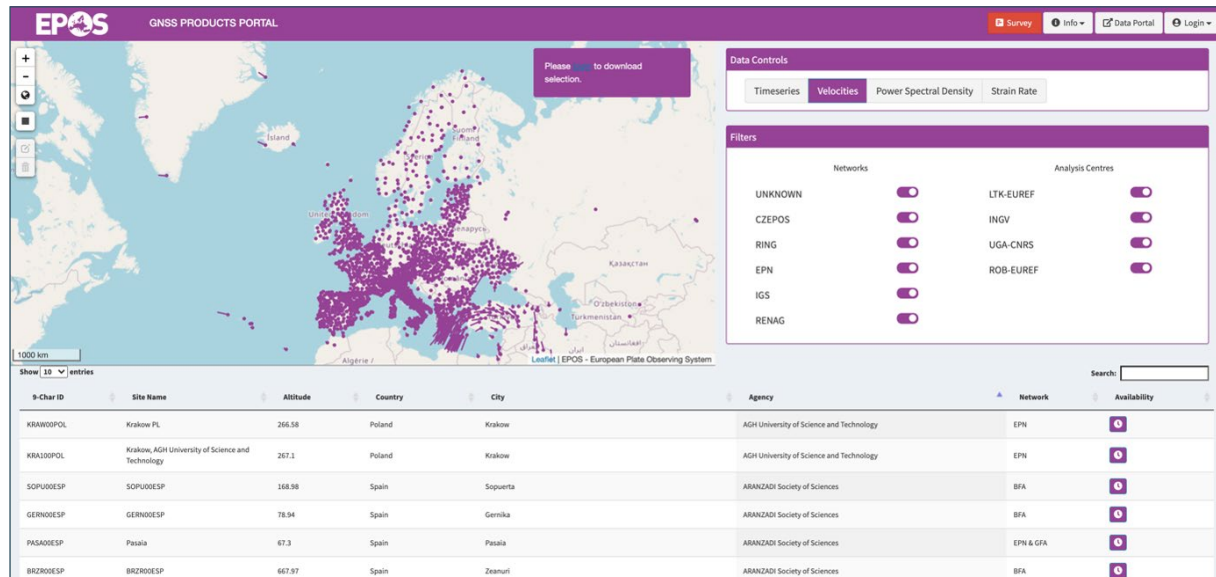 EPOS GNSS PRODUCTS PORTAL Survey Info Data Portal Login
+
-
Please to download
selection.
Ísland
Suomi /
Finland
Sverige
United Kingdom
Беларусь
Қазақстан
O'zbekiston
Türkmenistan
ایران
Algérie /
1000 km
Leaflet | EPOS - European Plate Observing System
Data Controls
Timeseries Velocities Power Spectral Density Strain Rate
Filters
Networks Analysis Centres
UNKNOWN LTK-EUREF
CZEPOS INGV
RING UGA-CNRS
EPN ROB-EUREF
IGS
RENAG
Show 10 entries Search:
9-Char ID Site Name Altitude Country City Agency Network Availability
KRAW00POL Krakow PL 266.58 Poland Krakow AGH University of Science and Technology EPN
KRA100POL Krakow, AGH University of Science and
Technology 267.1 Poland Krakow AGH University of Science and Technology EPN
SOPU00ESP SOPU00ESP 168.98 Spain Sopuerta ARANZADI Society of Sciences BFA
GERN00ESP GERN00ESP 78.94 Spain Gernika ARANZADI Society of Sciences BFA
PASA00ESP Pasaia 67.3 Spain Pasaia ARANZADI Society of Sciences EPN & GFA
BRZR00ESP BRZR00ESP 667.97 Spain Zeanuri ARANZADI Society of Sciences BFA